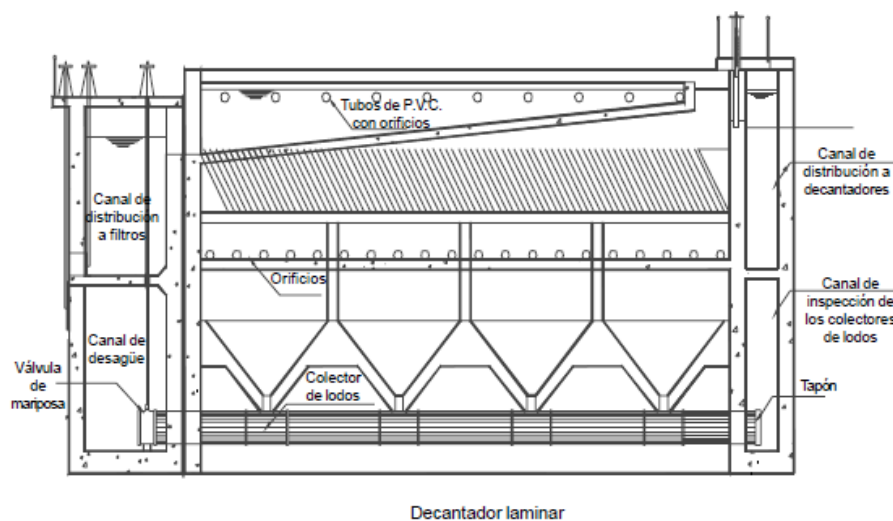 Tubos de P.V.C.
con orificios
Canal de
distribución a
decantadores
Canal de
distribución
a filtros
Orificios
Canal de
inspección de
los colectores
de lodos
Canal de
desagüe
Válvula
de
mariposa
Colector
de lodos
Tapón
Decantador laminar